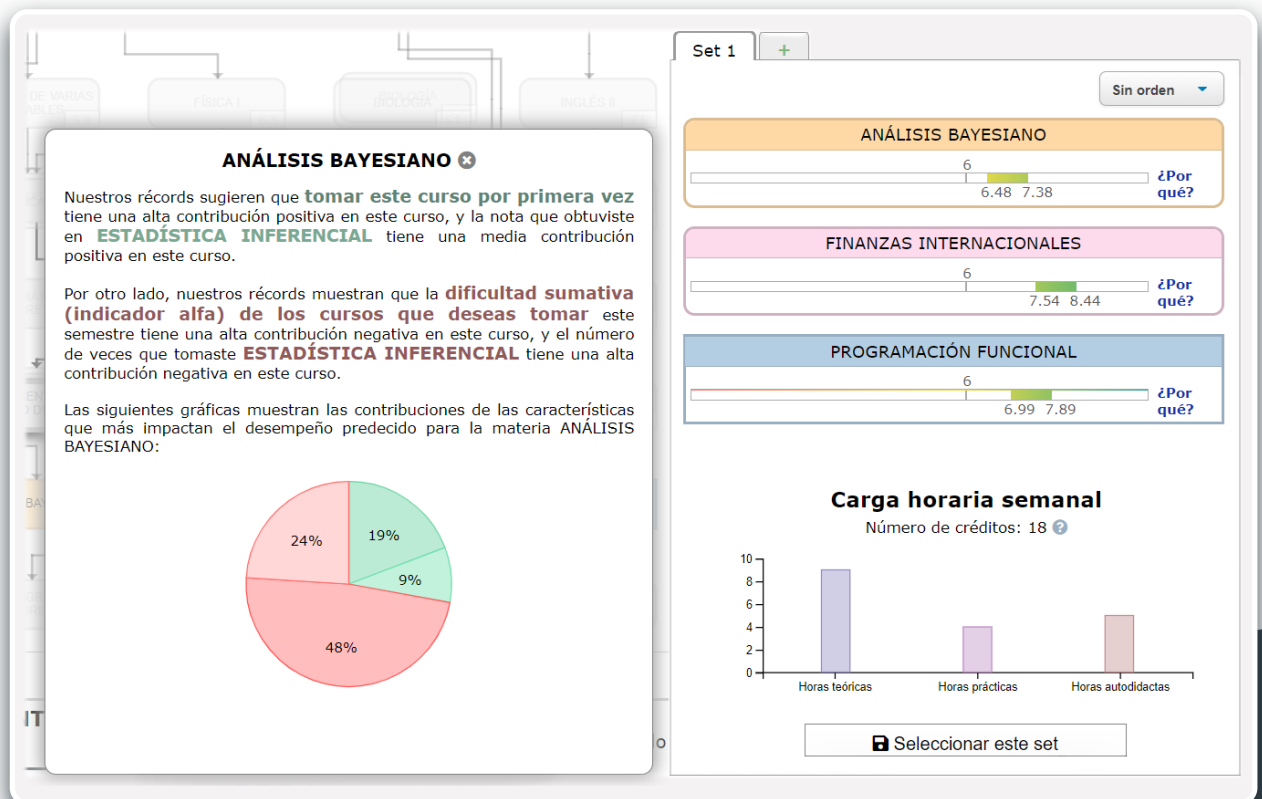 DE VARIAS
FÍSICA I
BIOLOGÍA
INGLÉS II
ANÁLISIS BAYESIANO
Nuestros récords sugieren que tomar este curso por primera vez
tiene una alta contribución positiva en este curso, y la nota que obtuviste
en ESTADÍSTICA INFERENCIAL tiene una media contribución
positiva en este curso.
Por otro lado, nuestros récords muestran que la dificultad sumativa
(indicador alfa) de los cursos que deseas tomar este
semestre tiene una alta contribución negativa en este curso, y el número
de veces que tomaste ESTADÍSTICA INFERENCIAL tiene una alta
contribución negativa en este curso.
Las siguientes gráficas muestran las contribuciones de las características
que más impactan el desempeño predecido para la materia ANÁLISIS
BAYESIANO:
24%
19%
9%
48%
Set 1
+
Sin orden
ANÁLISIS BAYESIANO
6
6.48 7.38
¿Por
qué?
FINANZAS INTERNACIONALES
6
7.54 8.44
¿Por
qué?
PROGRAMACIÓN FUNCIONAL
6
6.99 7.89
¿Por
qué?
Carga horaria semanal
Número de créditos: 18 ?
10
8
6
4
2
0
Horas teóricas
Horas prácticas
Horas autodidactas
Seleccionar este set